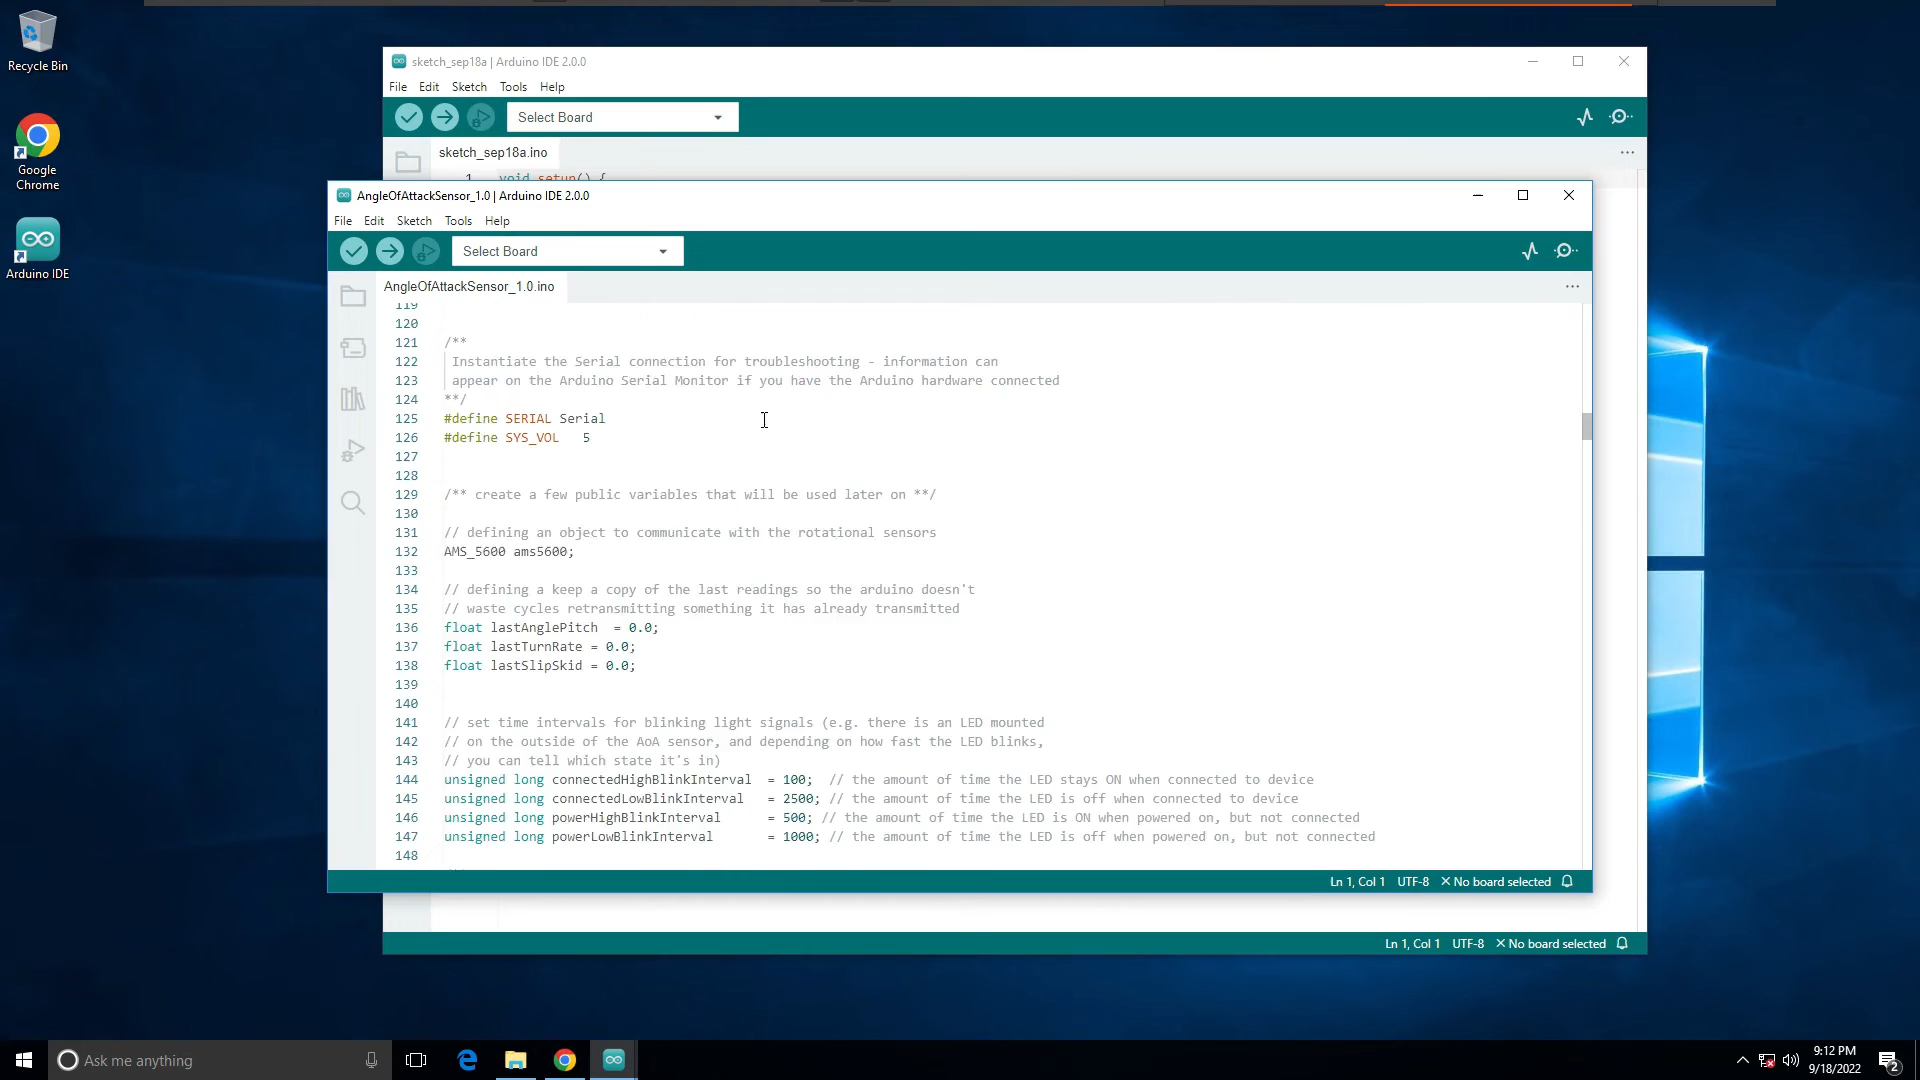 Recycle Bin
Google
Chrome
Arduino IDE
sketch_sep18a | Arduino IDE 2.0.0
File Edit Sketch Tools Help
Select Board
sketch_sep18a.ino
1 void setup() {
AngleOfAttackSensor_1.0 | Arduino IDE 2.0.0
File Edit Sketch Tools Help
Select Board
AngleOfAttackSensor_1.0.ino
119
120
121 /**
122 Instantiate the Serial connection for troubleshooting - information can
123 appear on the Arduino Serial Monitor if you have the Arduino hardware connected
124 **/
125 #define SERIAL Serial
126 #define SYS_VOL 5
127
128
129 /** create a few public variables that will be used later on **/
130
131 // defining an object to communicate with the rotational sensors
132 AMS_5600 ams5600;
133
134 // defining a keep a copy of the last readings so the arduino doesn't
135 // waste cycles retransmitting something it has already transmitted
136 float lastAnglePitch = 0.0;
137 float lastTurnRate = 0.0;
138 float lastSlipSkid = 0.0;
139
140
141 // set time intervals for blinking light signals (e.g. there is an LED mounted
142 // on the outside of the AoA sensor, and depending on how fast the LED blinks,
143 // you can tell which state it's in)
144 unsigned long connectedHighBlinkInterval = 100; // the amount of time the LED stays ON when connected to device
145 unsigned long connectedLowBlinkInterval = 2500; // the amount of time the LED is off when connected to device
146 unsigned long powerHighBlinkInterval = 500; // the amount of time the LED is ON when powered on, but not connected
147 unsigned long powerLowBlinkInterval = 1000; // the amount of time the LED is off when powered on, but not connected
148
Ln 1, Col 1 UTF-8 No board selected
Ln 1, Col 1 UTF-8 No board selected
Ask me anything
9:12 PM
9/18/2022
2